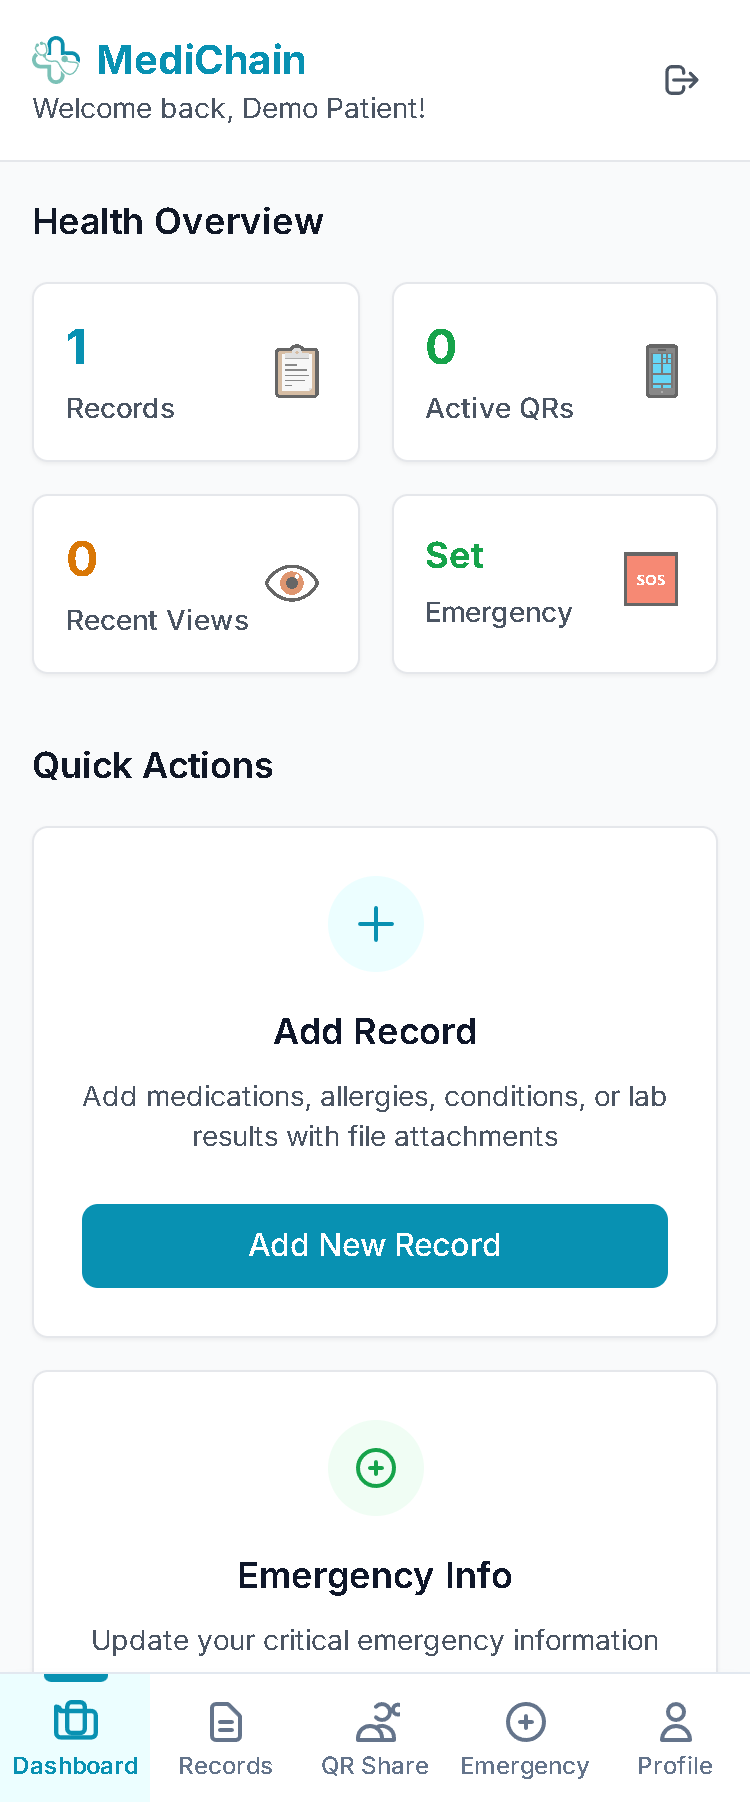 MediChain
Welcome back, Demo Patient!
Health Overview
1
Records
0
Active QRs
0
Recent Views
Set
Emergency
SOS
Quick Actions
Add Record
Add medications, allergies, conditions, or lab
results with file attachments
Add New Record
Emergency Info
Update your critical emergency information
Dashboard
Records
QR Share
Emergency
Profile